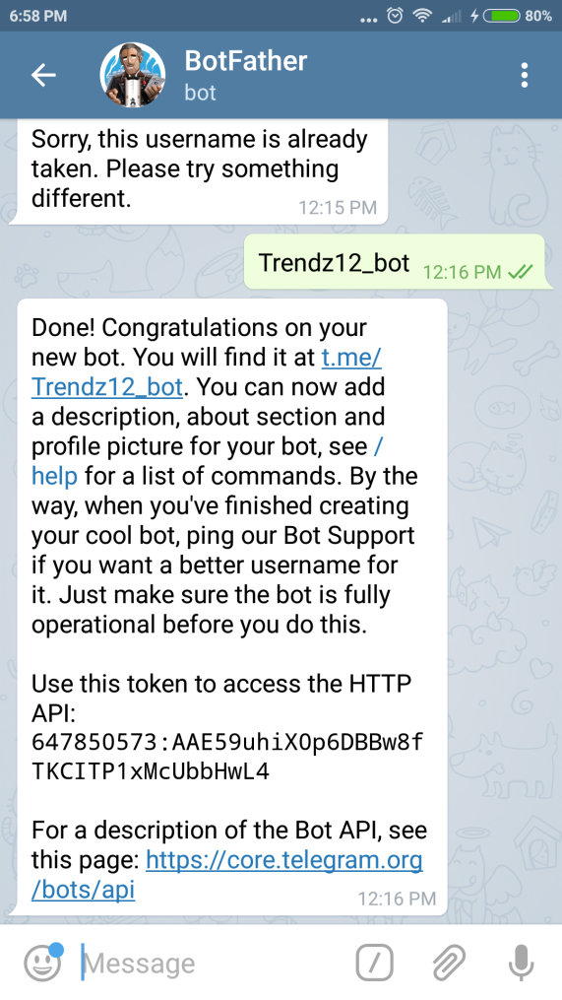 6:58 PM
80%
BotFather
bot
Sorry, this username is already
taken. Please try something
different.
12:15 PM
Trendz12_bot
12:16 PM
Done! Congratulations on your
new bot. You will find it at t.me/
Trendz12_bot. You can now add
a description, about section and
profile picture for your bot, see /
help for a list of commands. By the
way, when you've finished creating
your cool bot, ping our Bot Support
if you want a better username for
it. Just make sure the bot is fully
operational before you do this.
Use this token to access the HTTP
API:
647850573:AAE59uhiX0p6DBBw8f
TKCITP1xMcUbbHwL4
For a description of the Bot API, see
this page: https://core.telegram.org
/bots/api
12:16 PM
Message